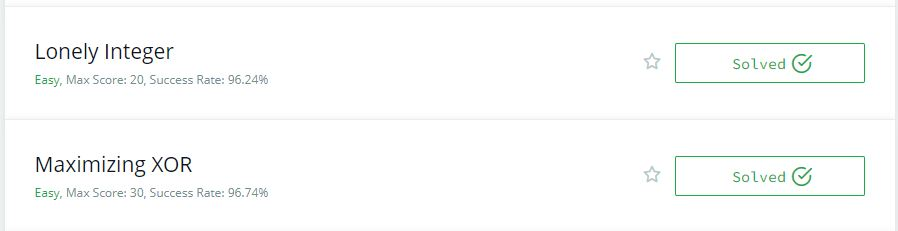 Lonely Integer
Easy, Max Score: 20, Success Rate: 96.24%
Solved
Maximizing XOR
Easy, Max Score: 30, Success Rate: 96.74%
Solved